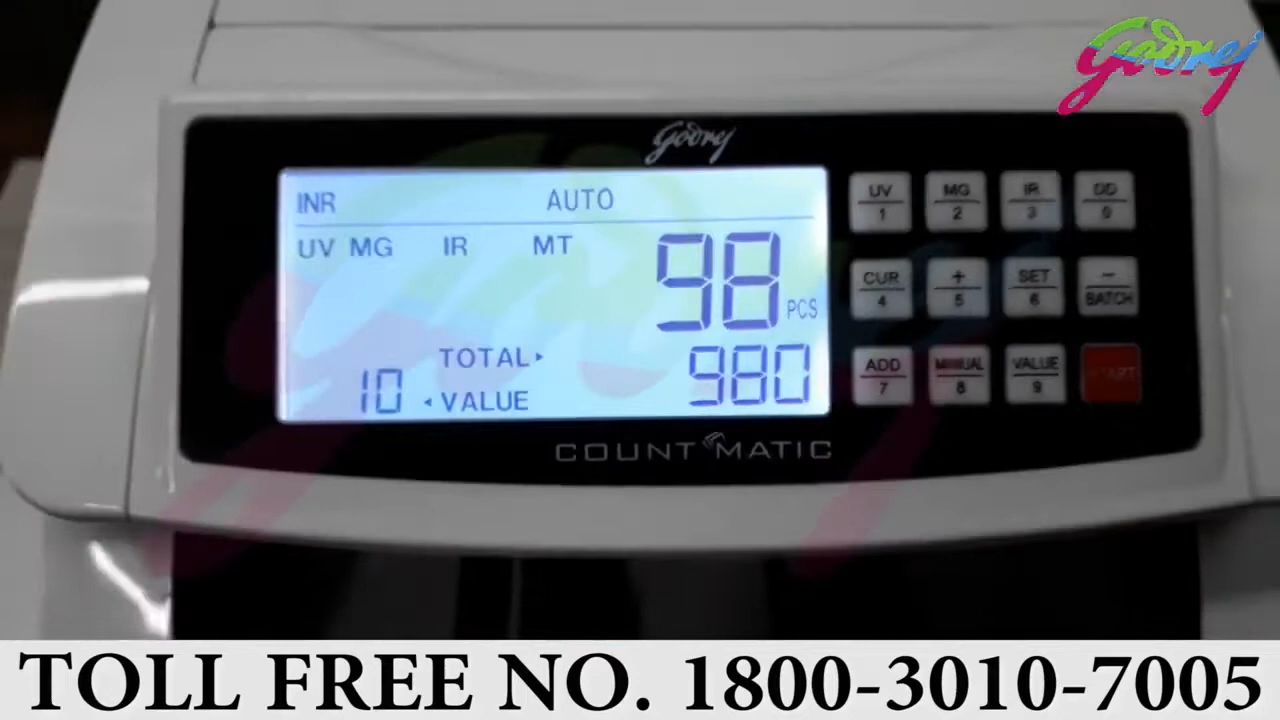 Godrej
Godrej
INR AUTO
UV MG IR MT 98 PCS
TOTAL▸ 980
10 ◂VALUE
COUNT MATIC
UV 1 MG 2 IR 3 DD 0
CUR 4 + 5 SET 6 − BATCH
ADD 7 MANUAL 8 VALUE 9 START
TOLL FREE NO. 1800-3010-7005